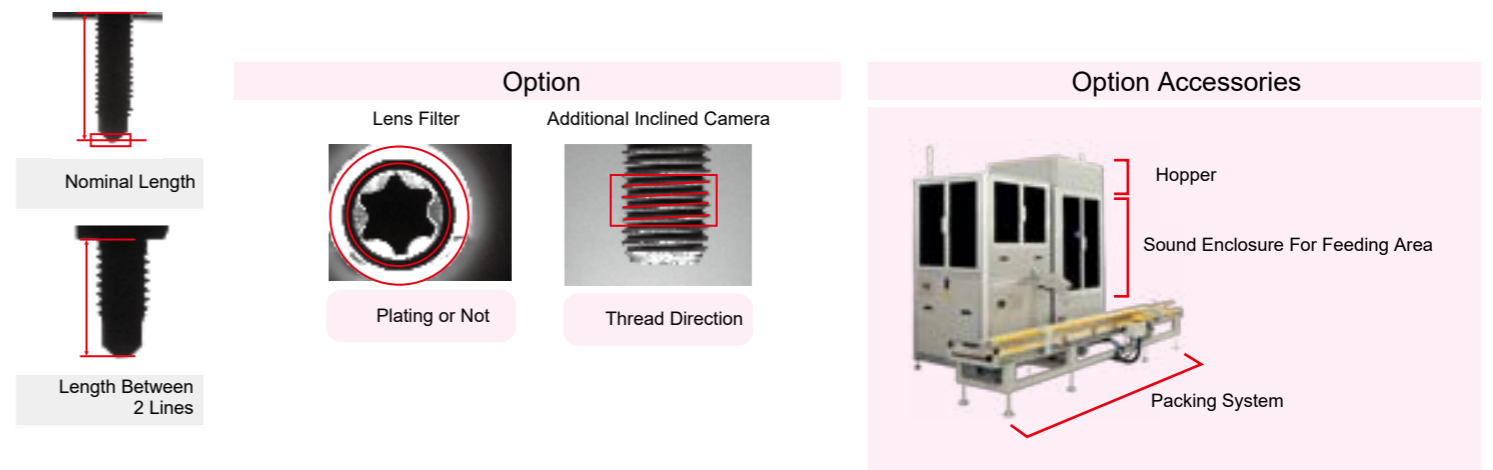 Nominal Length
Length Between
2 Lines
Option
Lens Filter
Additional Inclined Camera
Plating or Not
Thread Direction
Option Accessories
Hopper
Sound Enclosure For Feeding Area
Packing System